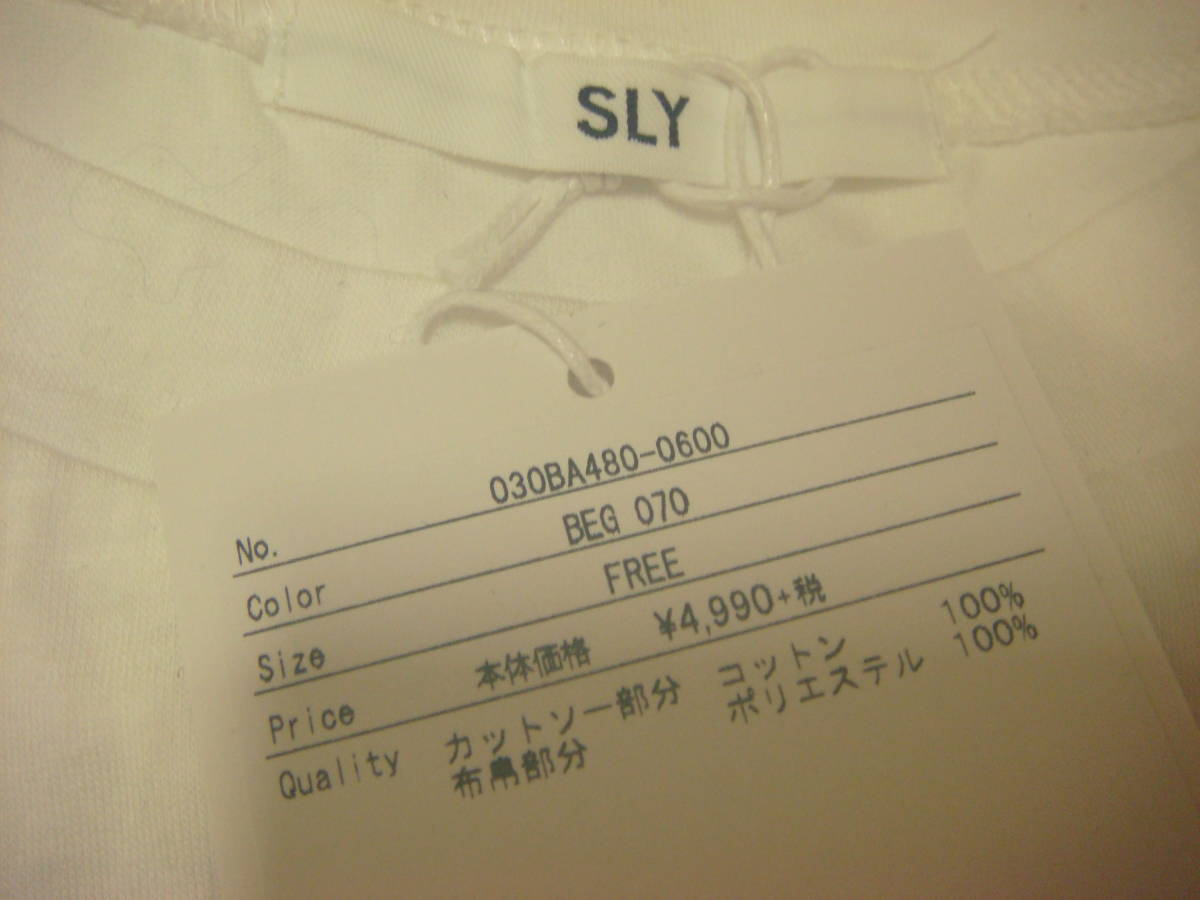 SLY
No. 030BA480-0600
Color BEG 070
Size FREE
Price 本体価格 ¥4,990+税
Quality カットソー部分 コットン 100%
布帛部分 ポリエステル 100%